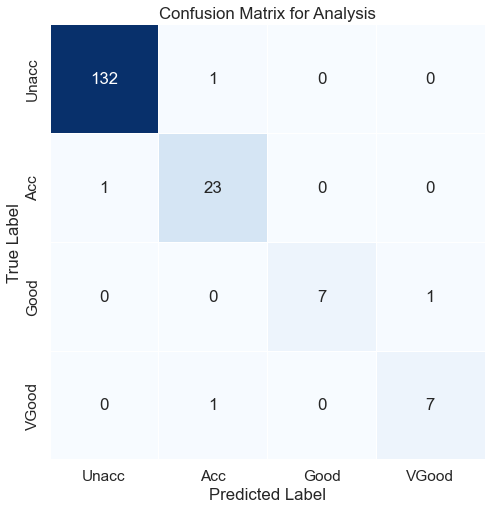 Confusion Matrix for Analysis
Unacc 132 1 0 0
Acc 1 23 0 0
Good 0 0 7 1
VGood 0 1 0 7
True Label
Unacc Acc Good VGood
Predicted Label